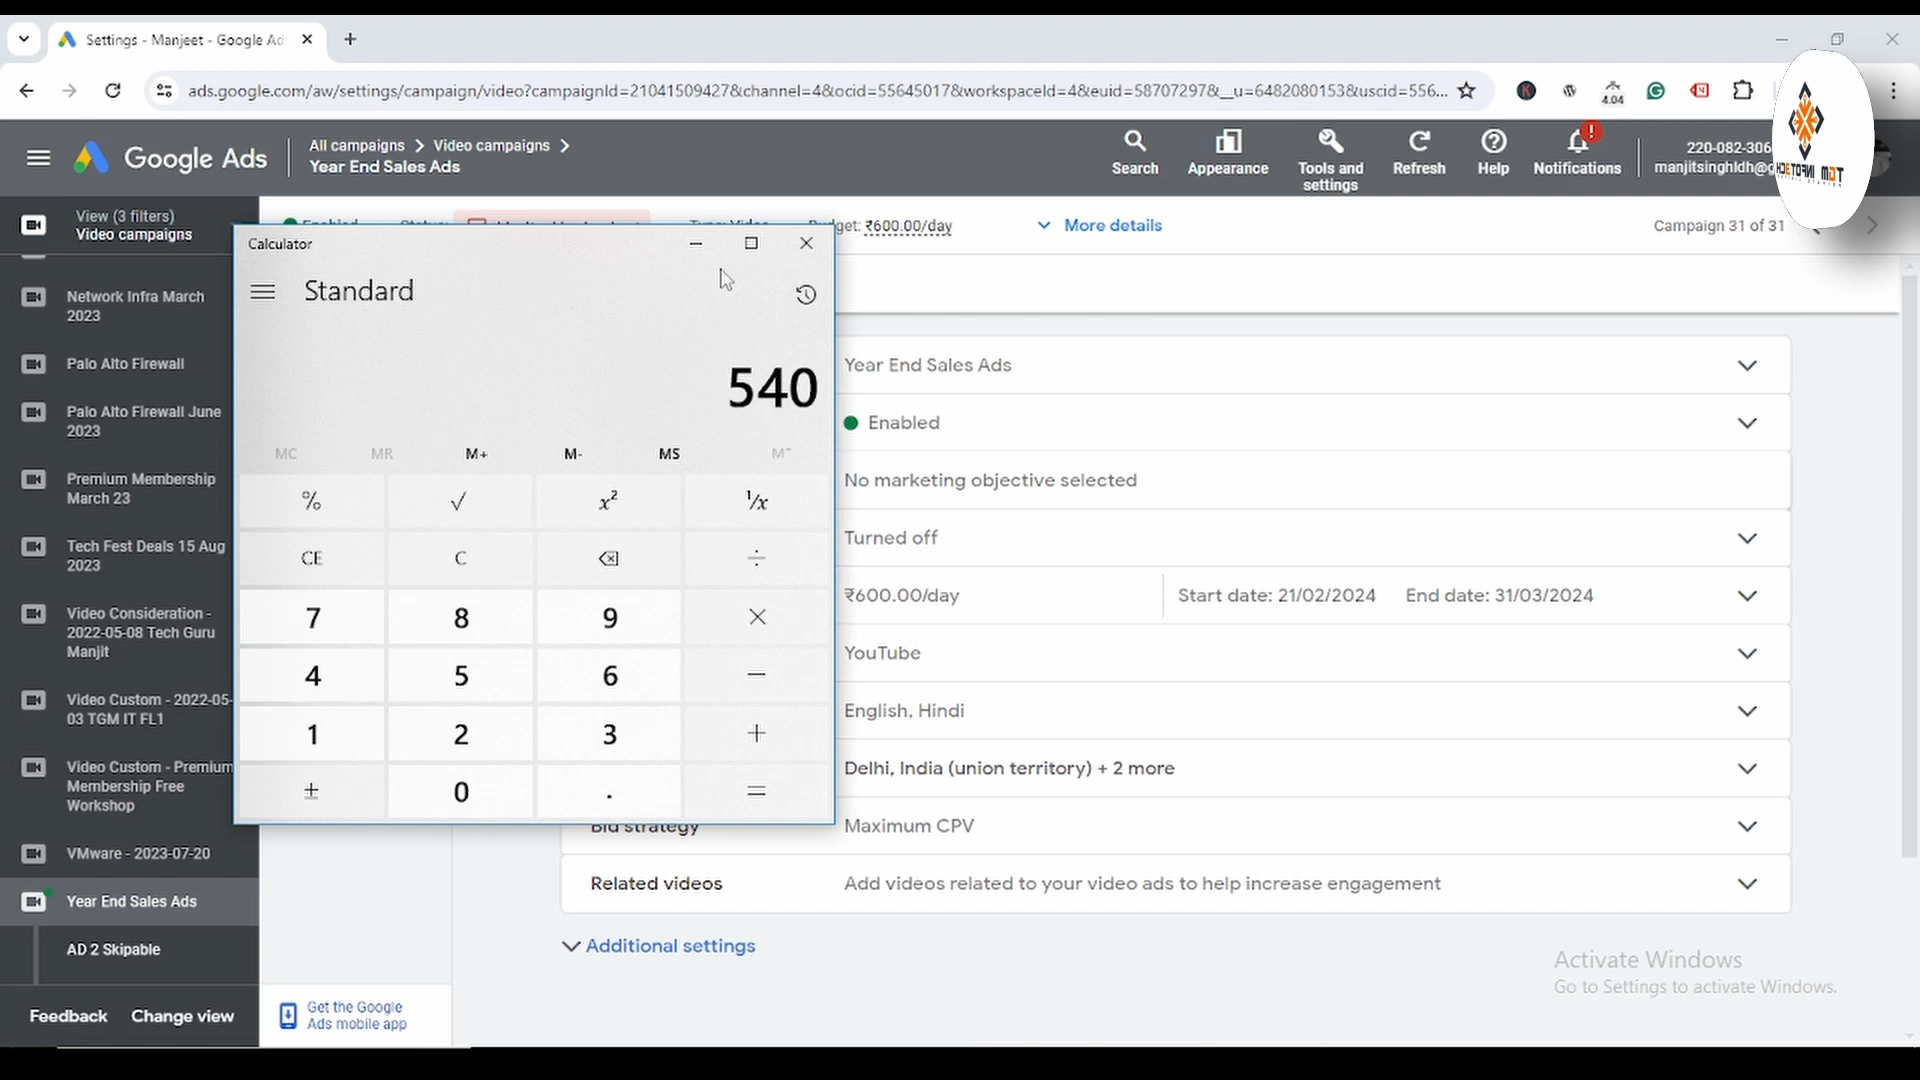 Settings - Manjeet - Google Ad
ads.google.com/aw/settings/campaign/video?campaignId=21041509427&channel=4&ocid=55645017&workspaceId=4&euid=587072978&__u=6482080153&uscid=556...
4.04
Google Ads
All campaigns
Video campaigns
Year End Sales Ads
Search
Appearance
Tools and
settings
Refresh
Help
!
Notifications
220-082-306
manjitsinghldh@g
View (3 filters)
Video campaigns
₹600.00/day
More details
Campaign 31 of 31
Network Infra March
2023
Palo Alto Firewall
Palo Alto Firewall June
2023
Premium Membership
March 23
Tech Fest Deals 15 Aug
2023
Video Consideration -
2022-05-08 Tech Guru
Manjit
Video Custom - 2022-05-
03 TGM IT FL1
Video Custom - Premium
Membership Free
Workshop
VMware - 2023-07-20
Year End Sales Ads
AD 2 Skipable
Feedback
Change view
Calculator
Standard
540
MC MR M+ M- MS M˅
% √ x² ¹/x
CE C ÷
7 8 9 ×
4 5 6 −
1 2 3 +
± 0 . =
Year End Sales Ads
Enabled
No marketing objective selected
Turned off
₹600.00/day
Start date: 21/02/2024
End date: 31/03/2024
YouTube
English, Hindi
Delhi, India (union territory) + 2 more
Bid strategy
Maximum CPV
Related videos
Add videos related to your video ads to help increase engagement
Additional settings
Get the Google
Ads mobile app
Activate Windows
Go to Settings to activate Windows.